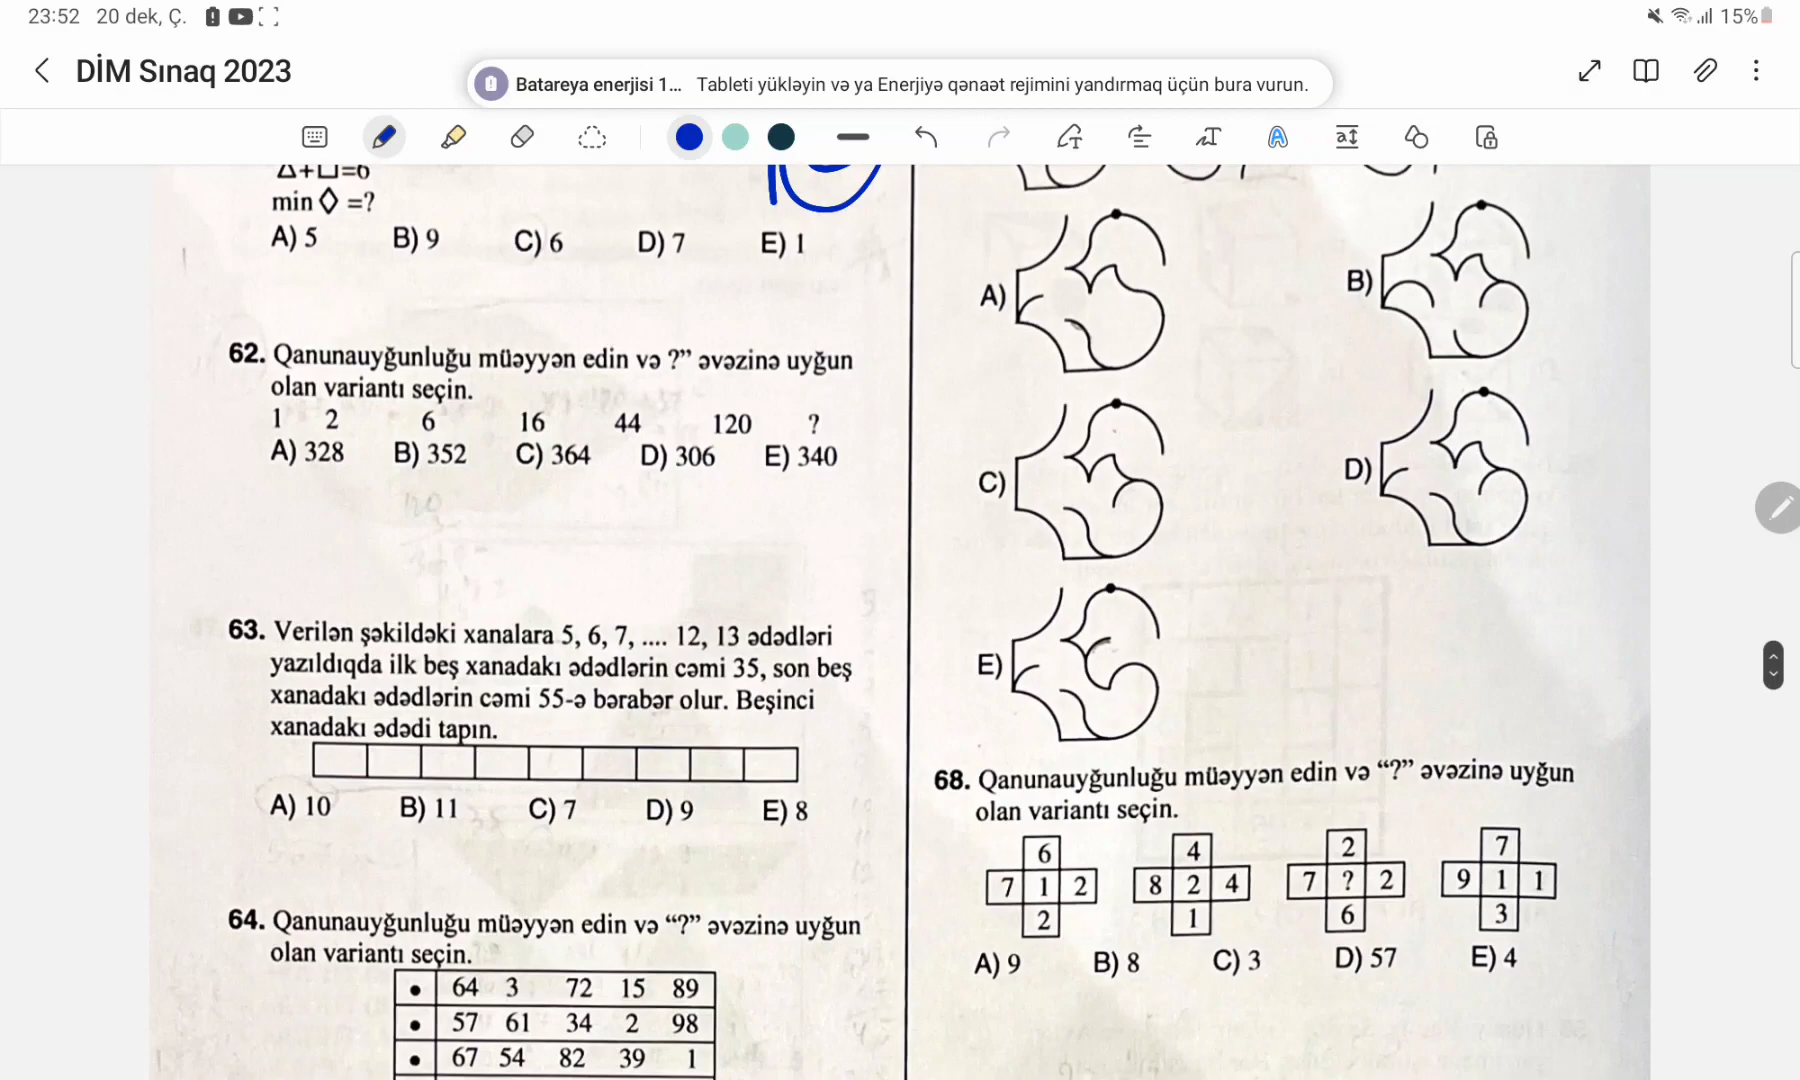 23:52 20 dek, Ç.
15%
DİM Sınaq 2023
Batareya enerjisi 1... Tableti yükləyin və ya Enerjiyə qənaət rejimini yandırmaq üçün bura vurun.
△+□=6
min ◊ =?
A) 5 B) 9 C) 6 D) 7 E) 1
62. Qanunauyğunluğu müəyyən edin və ?” əvəzinə uyğun
olan variantı seçin.
1 2 6 16 44 120 ?
A) 328 B) 352 C) 364 D) 306 E) 340
63. Verilən şəkildəki xanalara 5, 6, 7, .... 12, 13 ədədləri
yazıldıqda ilk beş xanadakı ədədlərin cəmi 35, son beş
xanadakı ədədlərin cəmi 55-ə bərabər olur. Beşinci
xanadakı ədədi tapın.
A) 10 B) 11 C) 7 D) 9 E) 8
64. Qanunauyğunluğu müəyyən edin və “?” əvəzinə uyğun
olan variantı seçin.
• 64 3 72 15 89
• 57 61 34 2 98
• 67 54 82 39 1
A)
B)
C)
D)
E)
68. Qanunauyğunluğu müəyyən edin və “?” əvəzinə uyğun
olan variantı seçin.
6 4 2 7
7 1 2 8 2 4 7 ? 2 9 1 1
2 1 6 3
A) 9 B) 8 C) 3 D) 57 E) 4